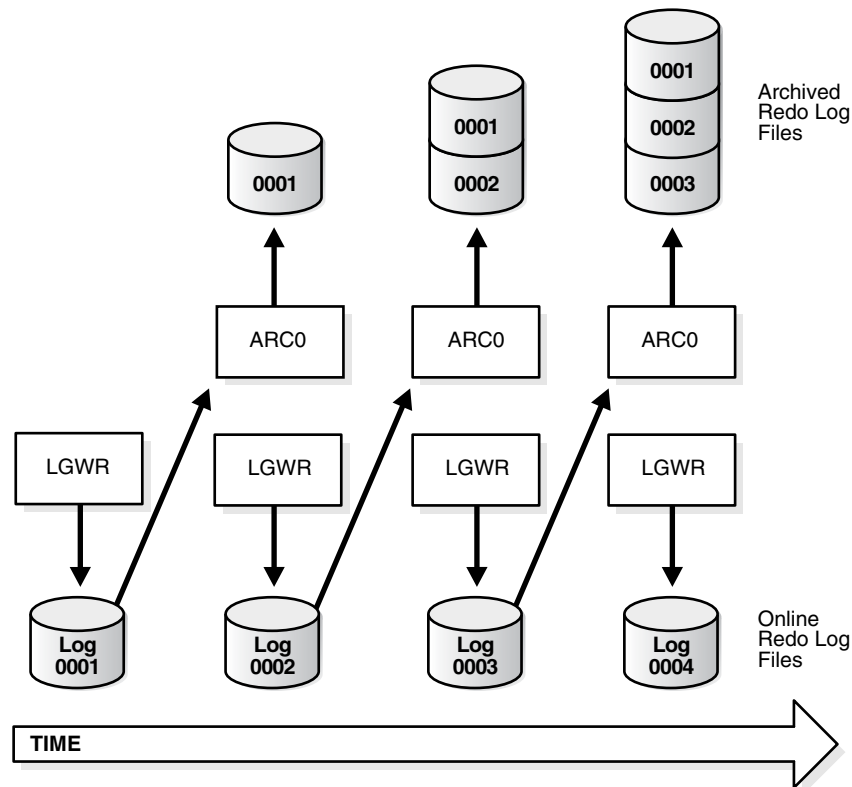 0001
0001
0002
0001
0002
0003
Archived
Redo Log
Files
ARC0
ARC0
ARC0
LGWR
LGWR
LGWR
LGWR
Log
0001
Log
0002
Log
0003
Log
0004
Online
Redo Log
Files
TIME